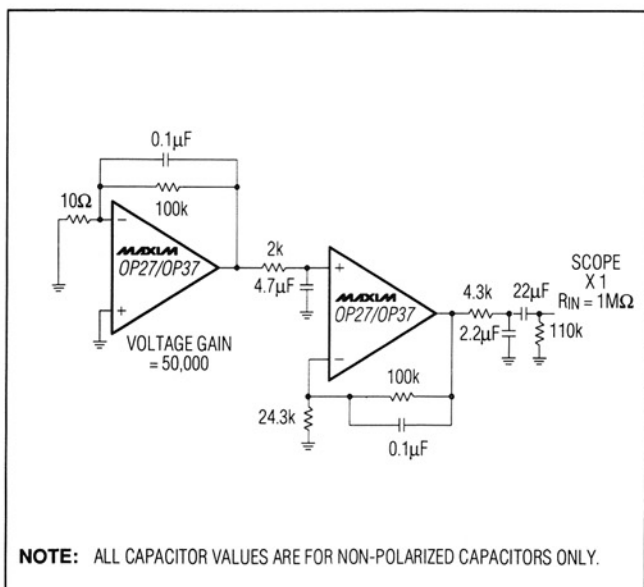 0.1µF
10Ω
100k
−
MAXIM
OP27/OP37
+
VOLTAGE GAIN
= 50,000
2k
4.7µF
+
MAXIM
OP27/OP37
−
24.3k
100k
0.1µF
4.3k
2.2µF
22µF
110k
SCOPE
X 1
RIN = 1MΩ
NOTE: ALL CAPACITOR VALUES ARE FOR NON-POLARIZED CAPACITORS ONLY.